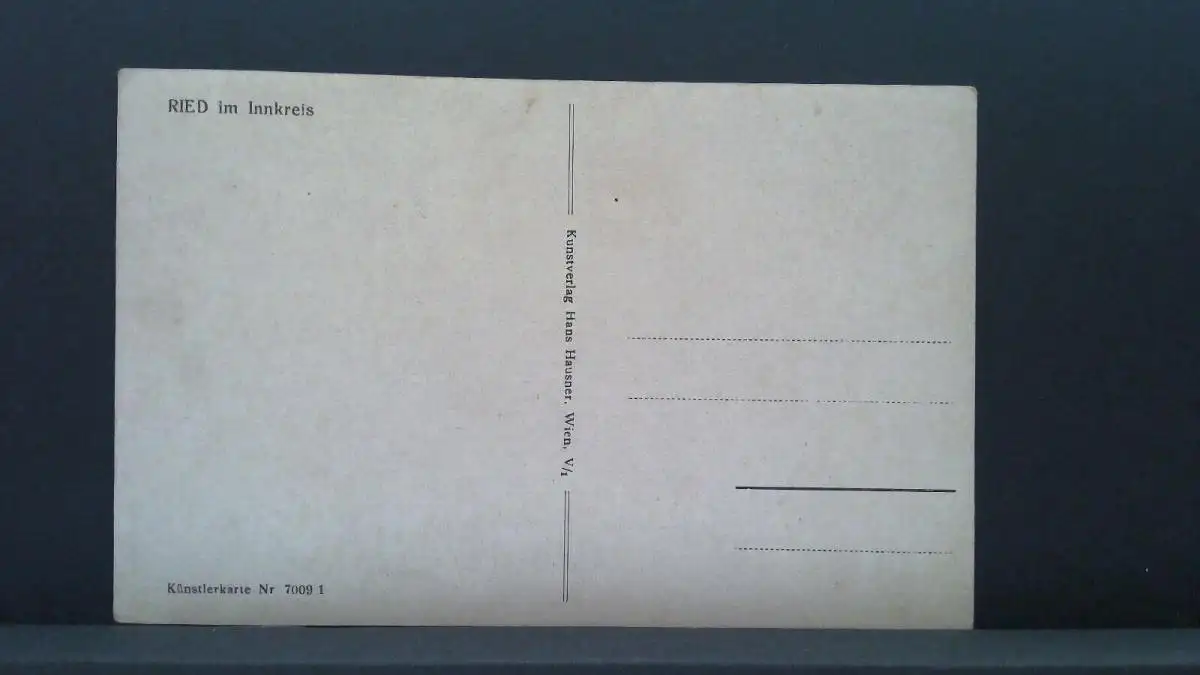 RIED im Innkreis
Kunstverlag Hans Hausner, Wien, V/1
Künstlerkarte Nr 7009 1